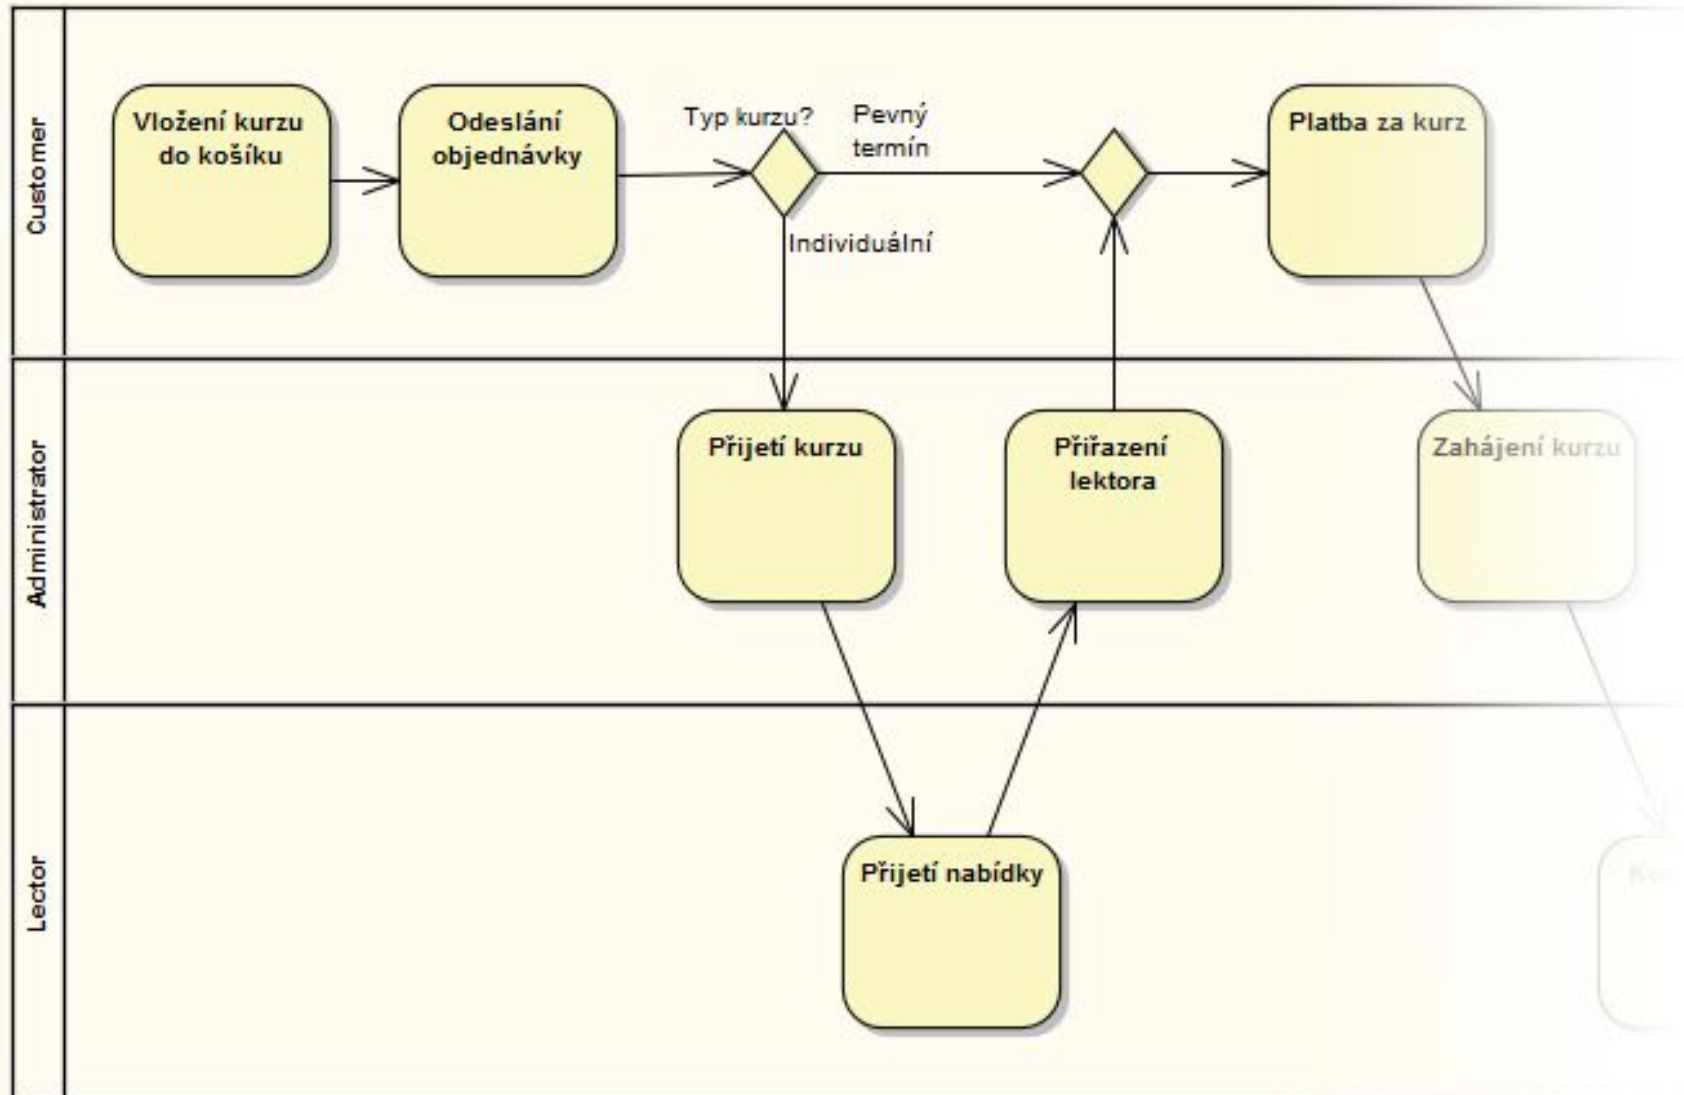 Customer
Vložení kurzu
do košíku
Odeslání
objednávky
Typ kurzu?
Pevný
termín
Individuální
Platba za kurz
Administrator
Přijetí kurzu
Přiřazení
lektora
Zahájení kurzu
Lector
Přijetí nabídky